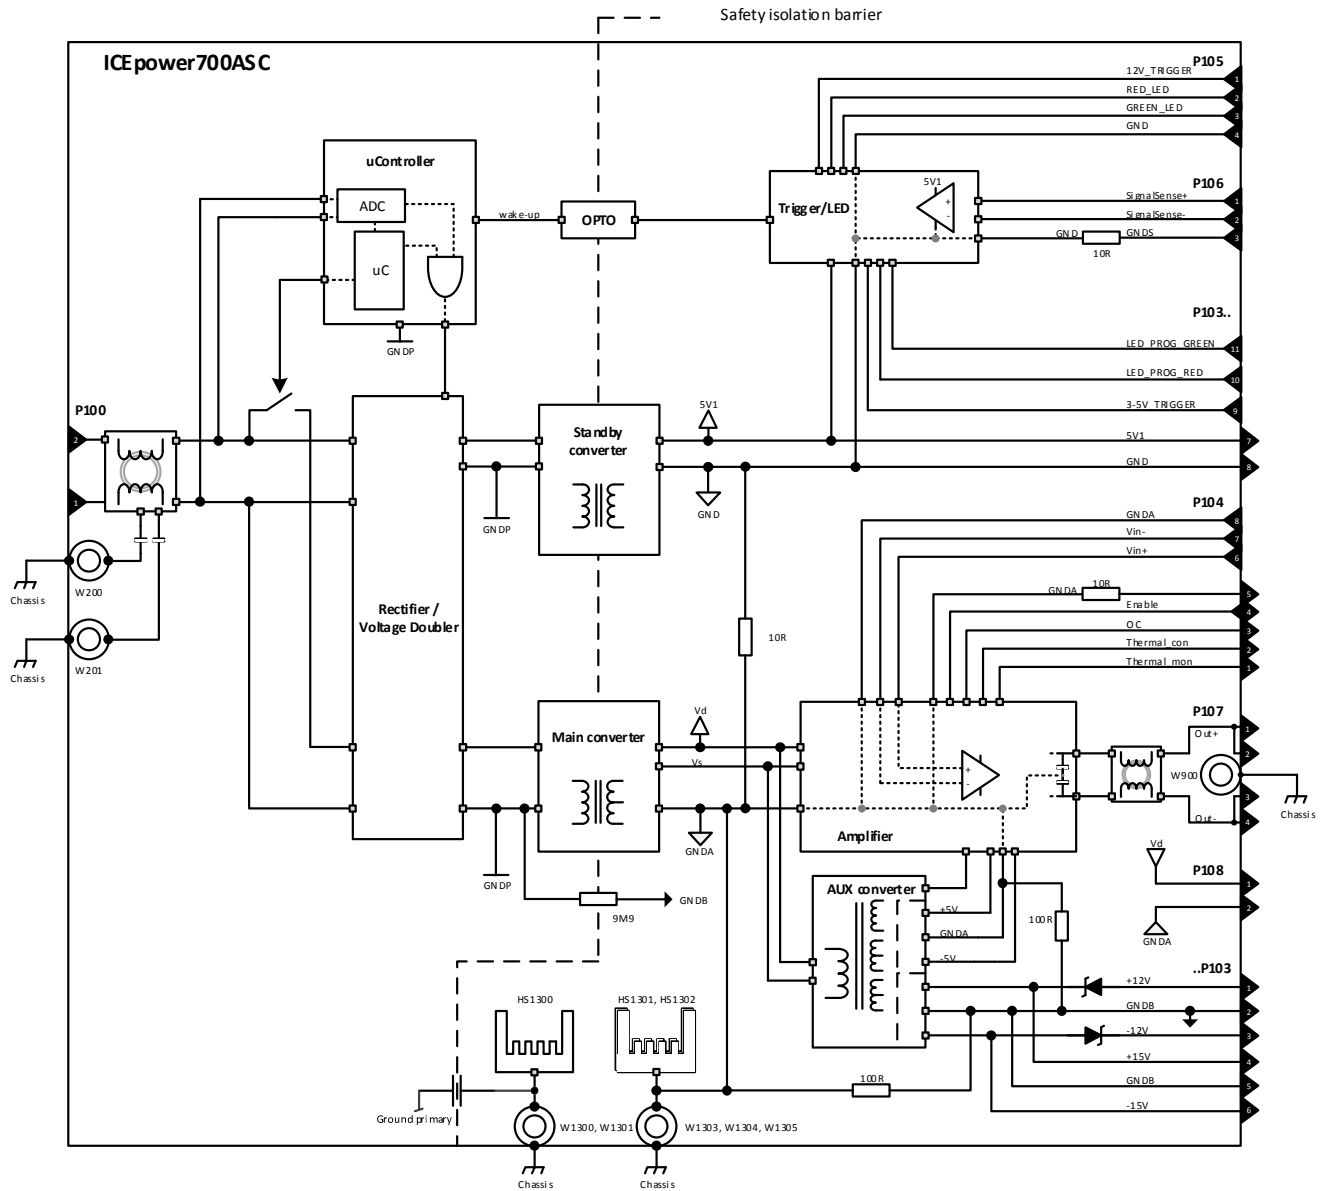 Safety isolation barrier
ICEpower700ASC
P105
12V_TRIGGER
1
RED_LED
2
GREEN_LED
3
GND
4
uController
ADC
uC
wake-up
OPTO
Trigger/LED
5V1
+
-
P106
SignalSense+
1
SignalSense-
2
GND
GNDS
3
10R
GNDP
P103..
LED_PROG_GREEN
11
LED_PROG_RED
10
3-5V_TRIGGER
9
P100
2
1
5V1
5V1
7
Standby
converter
GND
8
GND
GNDP
P104
GNDA
8
Vin-
7
Vin+
6
GNDA
10R
5
Enable
4
OC
3
Thermal_con
2
Thermal_mon
1
W200
Chassis
W201
Chassis
Rectifier /
Voltage Doubler
10R
Main converter
Vd
Vs
GNDA
GNDP
9M9
GNDB
+
-
Amplifier
P107
Out+
1
2
W900
3
Out-
4
Chassis
Vd
P108
1
2
GNDA
AUX converter
+5V
GNDA
-5V
100R
..P103
+12V
1
GNDB
2
-12V
3
+15V
4
GNDB
5
-15V
6
100R
HS1300
HS1301, HS1302
Ground primary
W1300, W1301
W1303, W1304, W1305
Chassis
Chassis